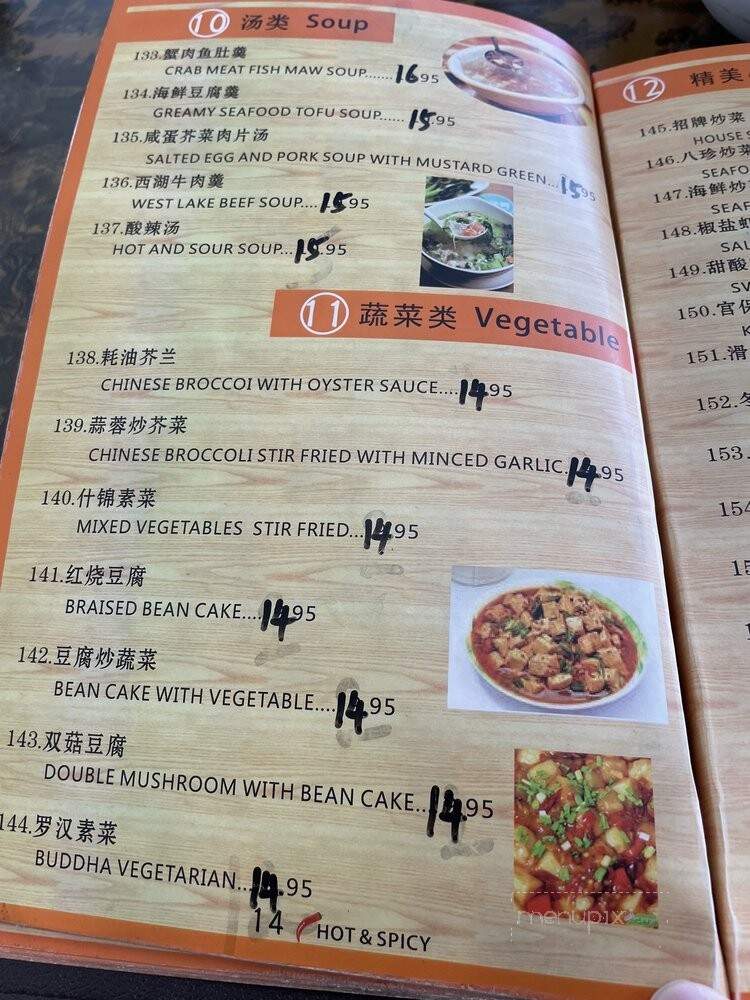 10 汤类 Soup
133.蟹肉鱼肚羹
CRAB MEAT FISH MAW SOUP.......16.95
134.海鲜豆腐羹
GREAMY SEAFOOD TOFU SOUP......15.95
135.咸蛋芥菜肉片汤
SALTED EGG AND PORK SOUP WITH MUSTARD GREEN...15.95
136.西湖牛肉羹
WEST LAKE BEEF SOUP....15.95
137.酸辣汤
HOT AND SOUR SOUP...15.95
11 蔬菜类 Vegetable
138.耗油芥兰
CHINESE BROCCOI WITH OYSTER SAUCE....14.95
139.蒜蓉炒芥菜
CHINESE BROCCOLI STIR FRIED WITH MINCED GARLIC.14.95
140.什锦素菜
MIXED VEGETABLES STIR FRIED...14.95
141.红烧豆腐
BRAISED BEAN CAKE....14.95
142.豆腐炒蔬菜
BEAN CAKE WITH VEGETABLE....14.95
143.双菇豆腐
DOUBLE MUSHROOM WITH BEAN CAKE..14.95
144.罗汉素菜
BUDDHA VEGETARIAN...14.95
14 HOT & SPICY
menupix
12 精美
145.招牌炒菜
HOUSE
146.八珍炒菜
SEAFO
147.海鲜炒
SEAF
148.椒盐虾
SAL
149.甜酸
SW
150.官保
151.滑
152.冬
153.
154